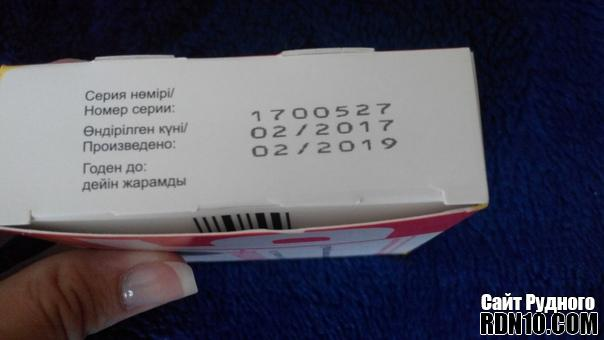 Серия нөмірі/
Номер серии:
Өндірілген күні/
Произведено:
Годен до:
дейін жарамды
1700527
02/2017
02/2019
Сайт Рудного
RDN10.COM